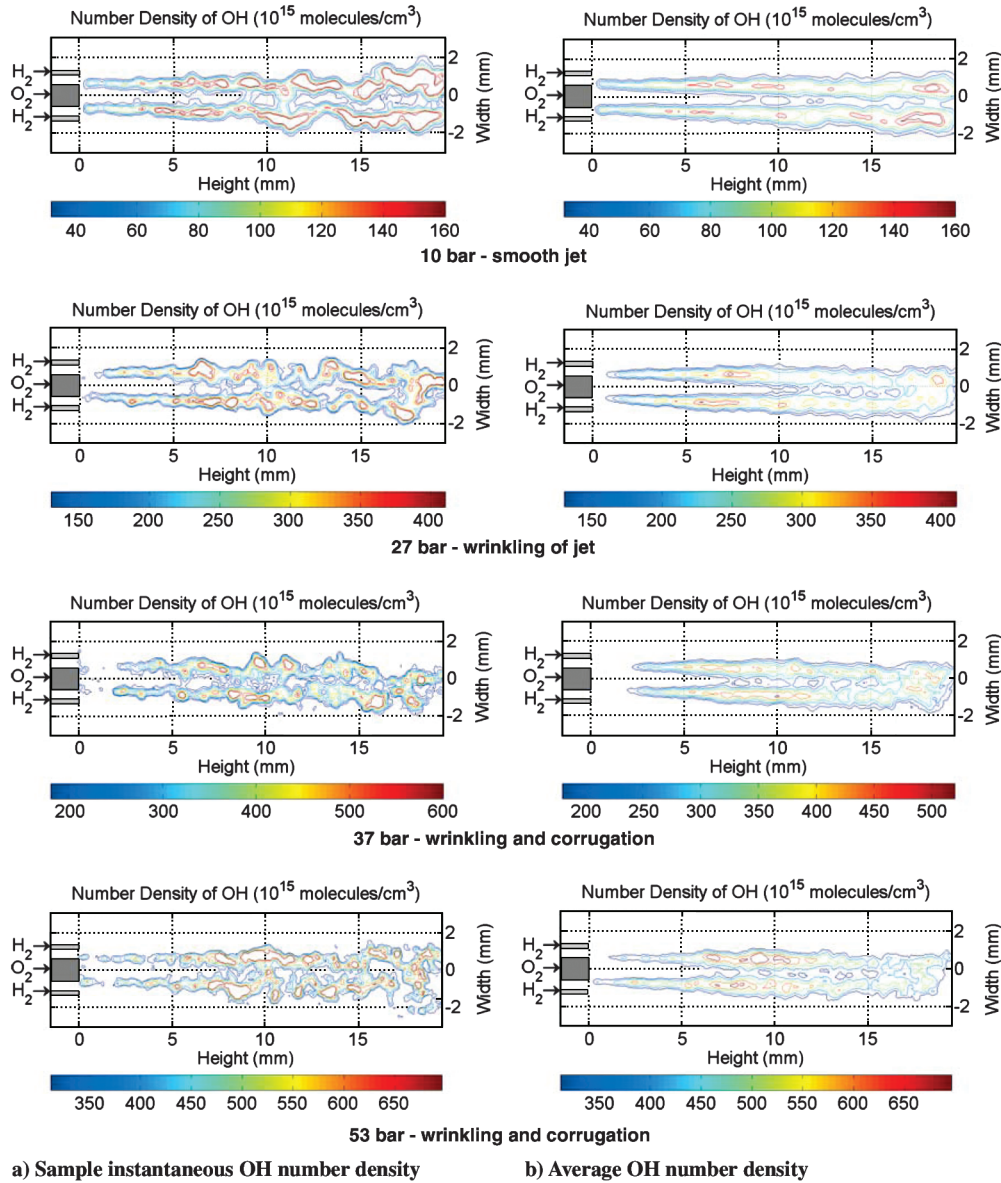 Number Density of OH (10^15 molecules/cm^3)
Number Density of OH (10^15 molecules/cm^3)
H2
O2
H2
2
0
-2
Width (mm)
0 5 10 15
Height (mm)
40 60 80 100 120 140 160
H2
O2
H2
2
0
-2
Width (mm)
0 5 10 15
Height (mm)
40 60 80 100 120 140 160
10 bar - smooth jet
Number Density of OH (10^15 molecules/cm^3)
Number Density of OH (10^15 molecules/cm^3)
H2
O2
H2
2
0
-2
Width (mm)
0 5 10 15
Height (mm)
150 200 250 300 350 400
H2
O2
H2
2
0
-2
Width (mm)
0 5 10 15
Height (mm)
150 200 250 300 350 400
27 bar - wrinkling of jet
Number Density of OH (10^15 molecules/cm^3)
Number Density of OH (10^15 molecules/cm^3)
H2
O2
H2
2
0
-2
Width (mm)
0 5 10 15
Height (mm)
200 300 400 500 600
H2
O2
H2
2
0
-2
Width (mm)
0 5 10 15
Height (mm)
200 250 300 350 400 450 500
37 bar - wrinkling and corrugation
Number Density of OH (10^15 molecules/cm^3)
Number Density of OH (10^15 molecules/cm^3)
H2
O2
H2
2
0
-2
Width (mm)
0 5 10 15
Height (mm)
350 400 450 500 550 600 650
H2
O2
H2
2
0
-2
Width (mm)
0 5 10 15
Height (mm)
350 400 450 500 550 600 650
53 bar - wrinkling and corrugation
a) Sample instantaneous OH number density
b) Average OH number density